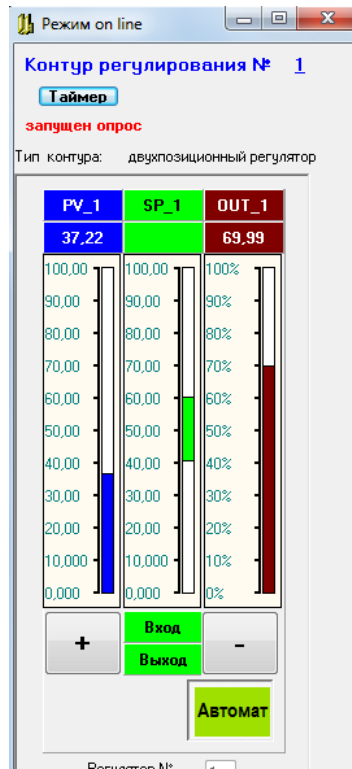 Режим on line
Контур регулирования № 1
Таймер
запущен опрос
Тип контура: двухпозиционный регулятор
PV_1 SP_1 OUT_1
37,22 69,99
100,00 100,00 100%
90,00 90,00 90%
80,00 80,00 80%
70,00 70,00 70%
60,00 60,00 60%
50,00 50,00 50%
40,00 40,00 40%
30,00 30,00 30%
20,00 20,00 20%
10,000 10,000 10%
0,000 0,000 0%
+ Вход -
Выход
Автомат
Регулятор №